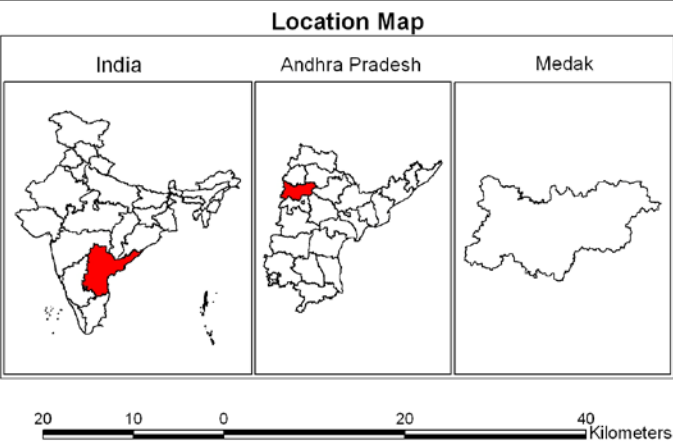 Location Map
India
Andhra Pradesh
Medak
20 10 0 20 40 Kilometers